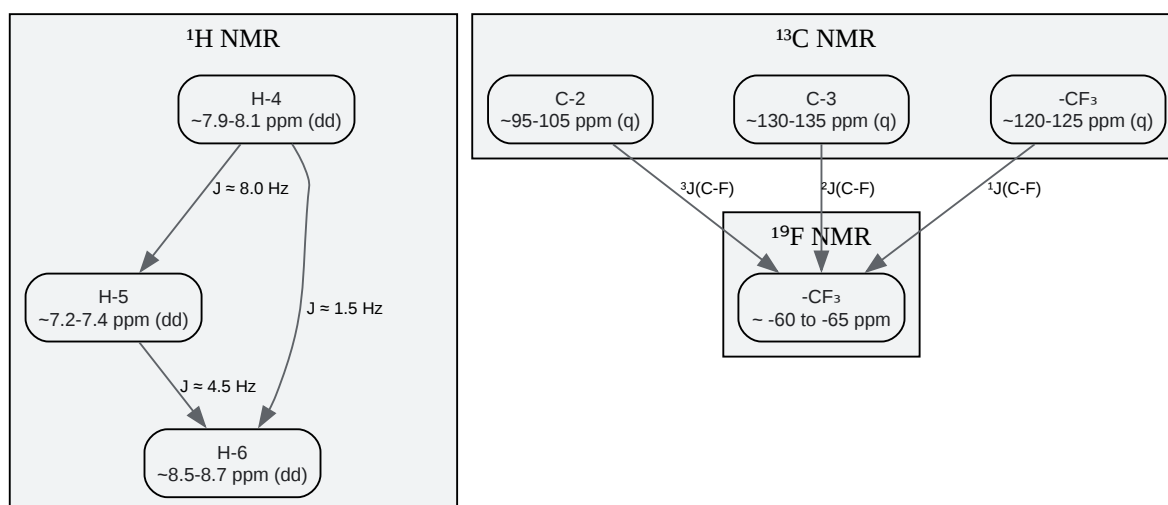 ¹H NMR
H-4
~7.9-8.1 ppm (dd)
J ≈ 8.0 Hz
J ≈ 1.5 Hz
H-5
~7.2-7.4 ppm (dd)
J ≈ 4.5 Hz
H-6
~8.5-8.7 ppm (dd)
¹³C NMR
C-2
~95-105 ppm (q)
C-3
~130-135 ppm (q)
-CF₃
~120-125 ppm (q)
³J(C-F)
²J(C-F)
¹J(C-F)
¹⁹F NMR
-CF₃
~ -60 to -65 ppm